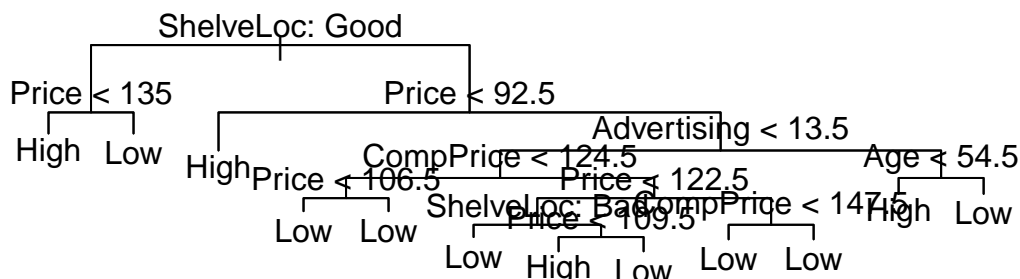 ShelveLoc: Good
Price < 135
Price < 92.5
High
Low
High
Advertising < 13.5
CompPrice < 124.5
Age < 54.5
Price < 106.5
Price < 122.5
High
Low
Low
Low
ShelveLoc: Bad
CompPrice < 147.5
Low
Price < 109.5
High
Low
Low
Low